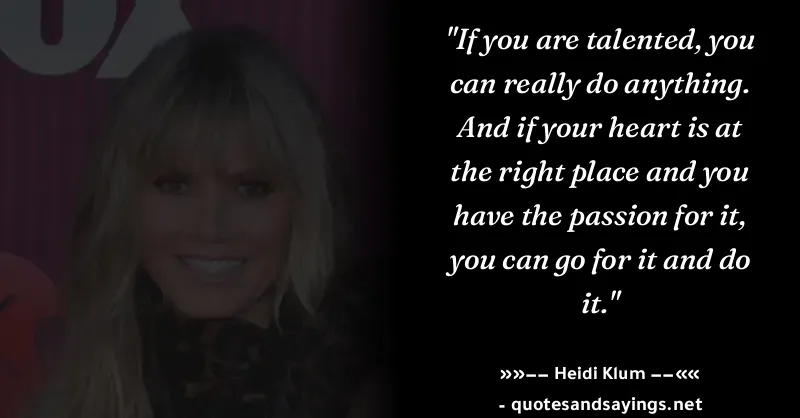 "If you are talented, you
can really do anything.
And if your heart is at
the right place and you
have the passion for it,
you can go for it and do
it."
»»−− Heidi Klum −−««
- quotesandsayings.net